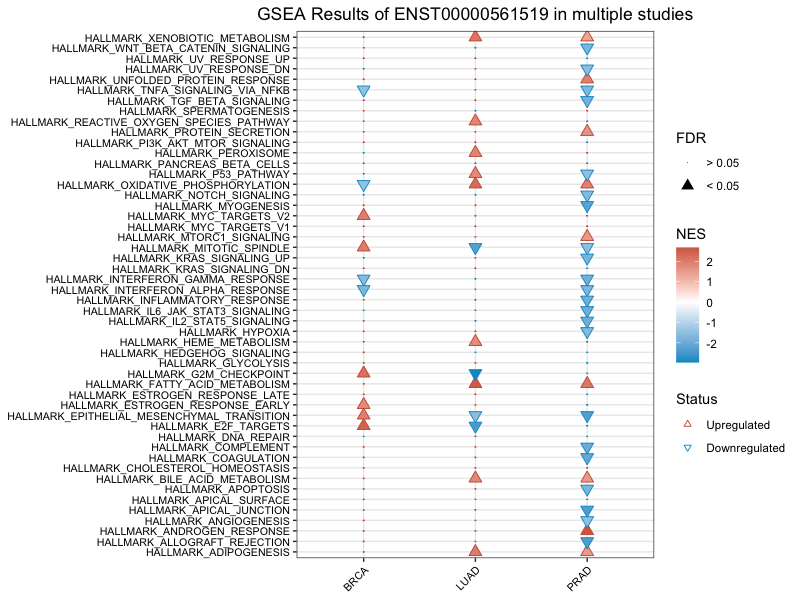 GSEA Results of ENST00000561519 in multiple studies
HALLMARK_XENOBIOTIC_METABOLISM
HALLMARK_WNT_BETA_CATENIN_SIGNALING
HALLMARK_UV_RESPONSE_UP
HALLMARK_UV_RESPONSE_DN
HALLMARK_UNFOLDED_PROTEIN_RESPONSE
HALLMARK_TNFA_SIGNALING_VIA_NFKB
HALLMARK_TGF_BETA_SIGNALING
HALLMARK_SPERMATOGENESIS
HALLMARK_REACTIVE_OXYGEN_SPECIES_PATHWAY
HALLMARK_PROTEIN_SECRETION
HALLMARK_PI3K_AKT_MTOR_SIGNALING
HALLMARK_PEROXISOME
HALLMARK_PANCREAS_BETA_CELLS
HALLMARK_P53_PATHWAY
HALLMARK_OXIDATIVE_PHOSPHORYLATION
HALLMARK_NOTCH_SIGNALING
HALLMARK_MYOGENESIS
HALLMARK_MYC_TARGETS_V2
HALLMARK_MYC_TARGETS_V1
HALLMARK_MTORC1_SIGNALING
HALLMARK_MITOTIC_SPINDLE
HALLMARK_KRAS_SIGNALING_UP
HALLMARK_KRAS_SIGNALING_DN
HALLMARK_INTERFERON_GAMMA_RESPONSE
HALLMARK_INTERFERON_ALPHA_RESPONSE
HALLMARK_INFLAMMATORY_RESPONSE
HALLMARK_IL6_JAK_STAT3_SIGNALING
HALLMARK_IL2_STAT5_SIGNALING
HALLMARK_HYPOXIA
HALLMARK_HEME_METABOLISM
HALLMARK_HEDGEHOG_SIGNALING
HALLMARK_GLYCOLYSIS
HALLMARK_G2M_CHECKPOINT
HALLMARK_FATTY_ACID_METABOLISM
HALLMARK_ESTROGEN_RESPONSE_LATE
HALLMARK_ESTROGEN_RESPONSE_EARLY
HALLMARK_EPITHELIAL_MESENCHYMAL_TRANSITION
HALLMARK_E2F_TARGETS
HALLMARK_DNA_REPAIR
HALLMARK_COMPLEMENT
HALLMARK_COAGULATION
HALLMARK_CHOLESTEROL_HOMEOSTASIS
HALLMARK_BILE_ACID_METABOLISM
HALLMARK_APOPTOSIS
HALLMARK_APICAL_SURFACE
HALLMARK_APICAL_JUNCTION
HALLMARK_ANGIOGENESIS
HALLMARK_ANDROGEN_RESPONSE
HALLMARK_ALLOGRAFT_REJECTION
HALLMARK_ADIPOGENESIS
BRCA
LUAD
PRAD
FDR
> 0.05
< 0.05
NES
2
1
0
-1
-2
Status
Upregulated
Downregulated